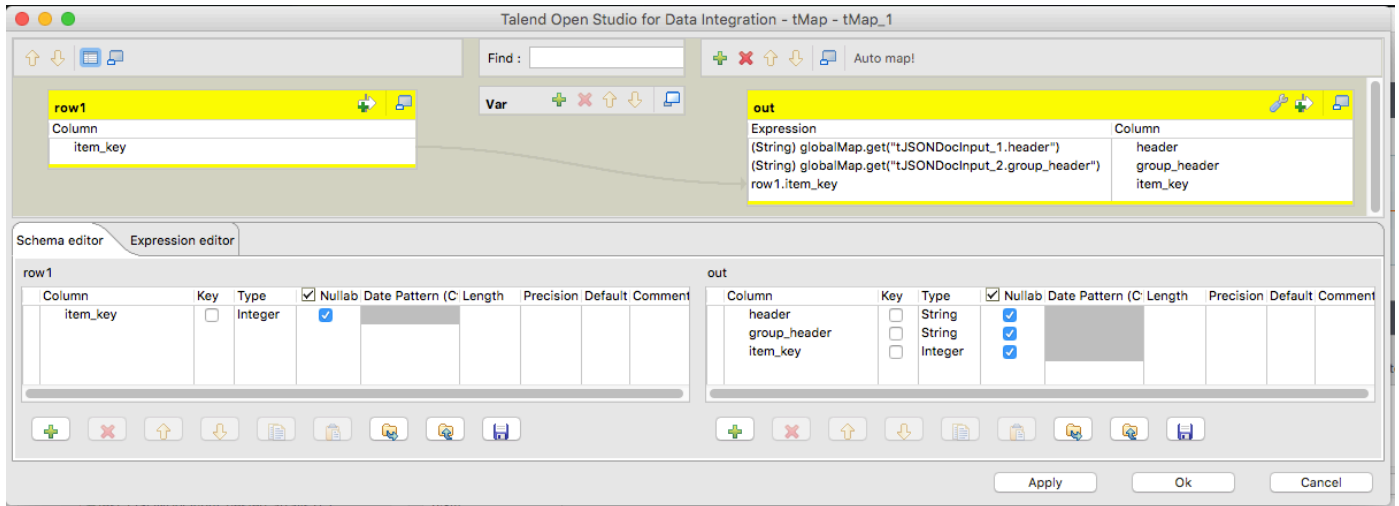 Talend Open Studio for Data Integration - tMap - tMap_1
Find :
Auto map!
row1
Column
item_key
Var
out
Expression Column
(String) globalMap.get("tJSONDocInput_1.header") header
(String) globalMap.get("tJSONDocInput_2.group_header") group_header
row1.item_key item_key
Schema editor Expression editor
row1
Column Key Type Nullab Date Pattern (C Length Precision Default Comment
item_key Integer
out
Column Key Type Nullab Date Pattern (C Length Precision Default Comment
header String
group_header String
item_key Integer
Apply Ok Cancel